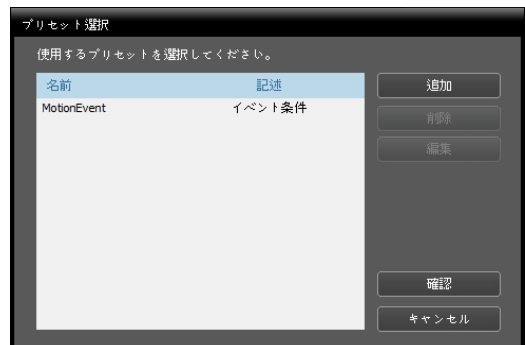 プリセット選択
使用するプリセットを選択してください。
名前 記述 追加
MotionEvent イベント条件
削除
編集
確認
キャンセル